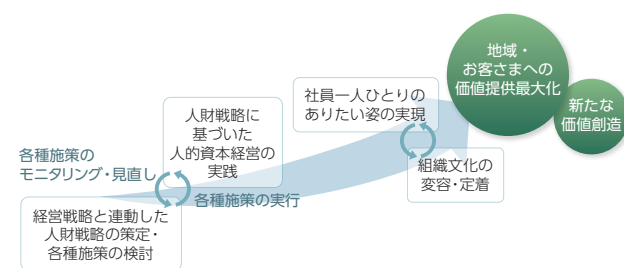 地域・
お客さまへの
価値提供最大化
新たな
価値創造
社員一人ひとりの
ありたい姿の実現
組織文化の
変容・定着
人財戦略に
基づいた
人的資本経営の
実践
各種施策の
モニタリング・見直し
各種施策の実行
経営戦略と連動した
人財戦略の策定・
各種施策の検討